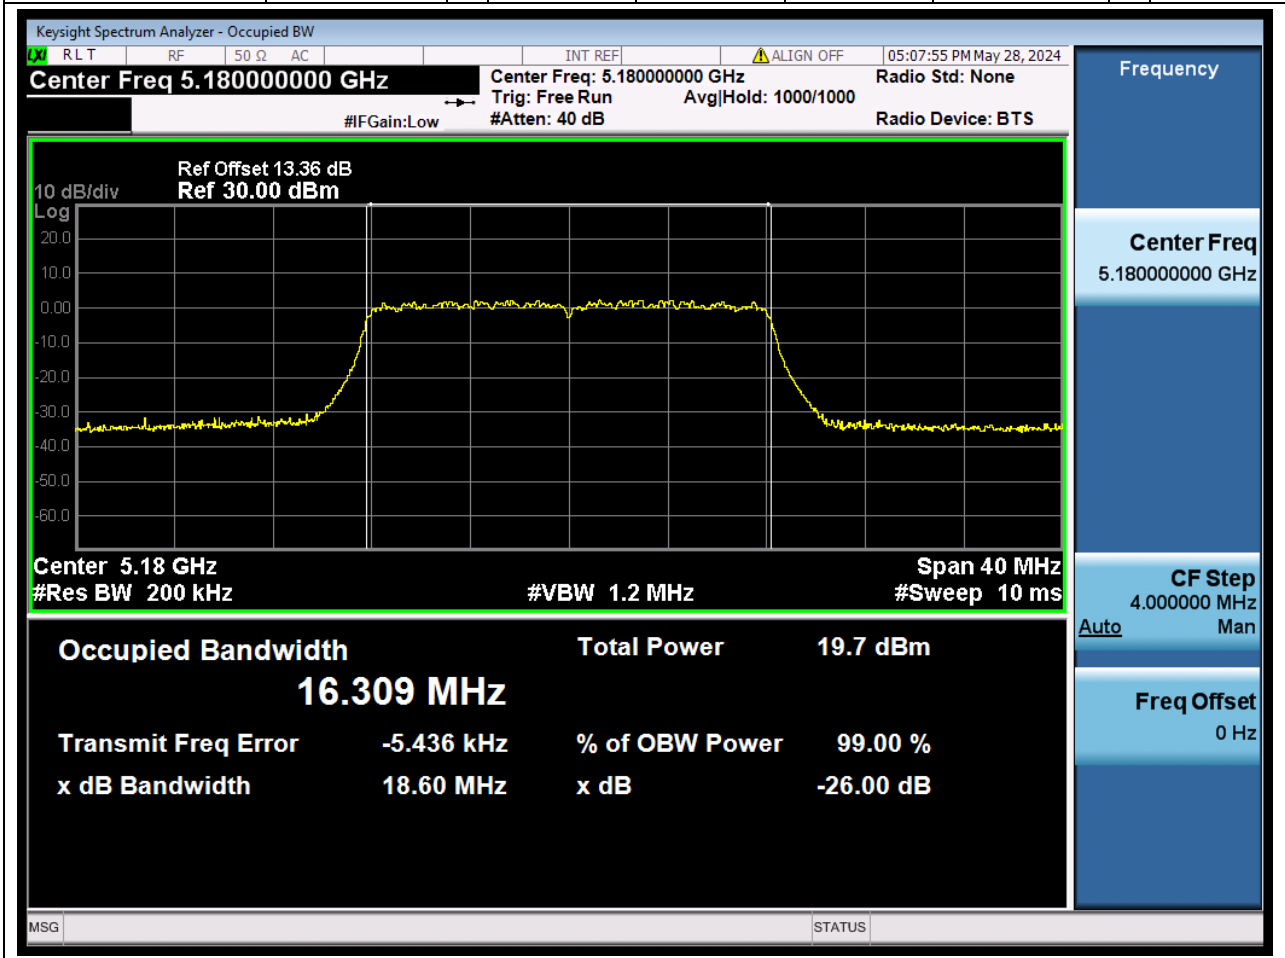 Keysight Spectrum Analyzer - Occupied BW
LXI RLT RF 50 Ω AC INT REF ALIGN OFF 05:07:55 PM May 28, 2024
Center Freq 5.180000000 GHz
Center Freq: 5.180000000 GHz
Radio Std: None
Trig: Free Run Avg|Hold: 1000/1000
#IFGain:Low
#Atten: 40 dB
Radio Device: BTS
Ref Offset 13.36 dB
10 dB/div Ref 30.00 dBm
Log
20.0
10.0
0.00
-10.0
-20.0
-30.0
-40.0
-50.0
-60.0
Center 5.18 GHz Span 40 MHz
#Res BW 200 kHz #VBW 1.2 MHz #Sweep 10 ms
Occupied Bandwidth Total Power 19.7 dBm
16.309 MHz
Transmit Freq Error -5.436 kHz % of OBW Power 99.00 %
x dB Bandwidth 18.60 MHz x dB -26.00 dB
MSG STATUS
Frequency
Center Freq
5.180000000 GHz
CF Step
4.000000 MHz
Auto Man
Freq Offset
0 Hz